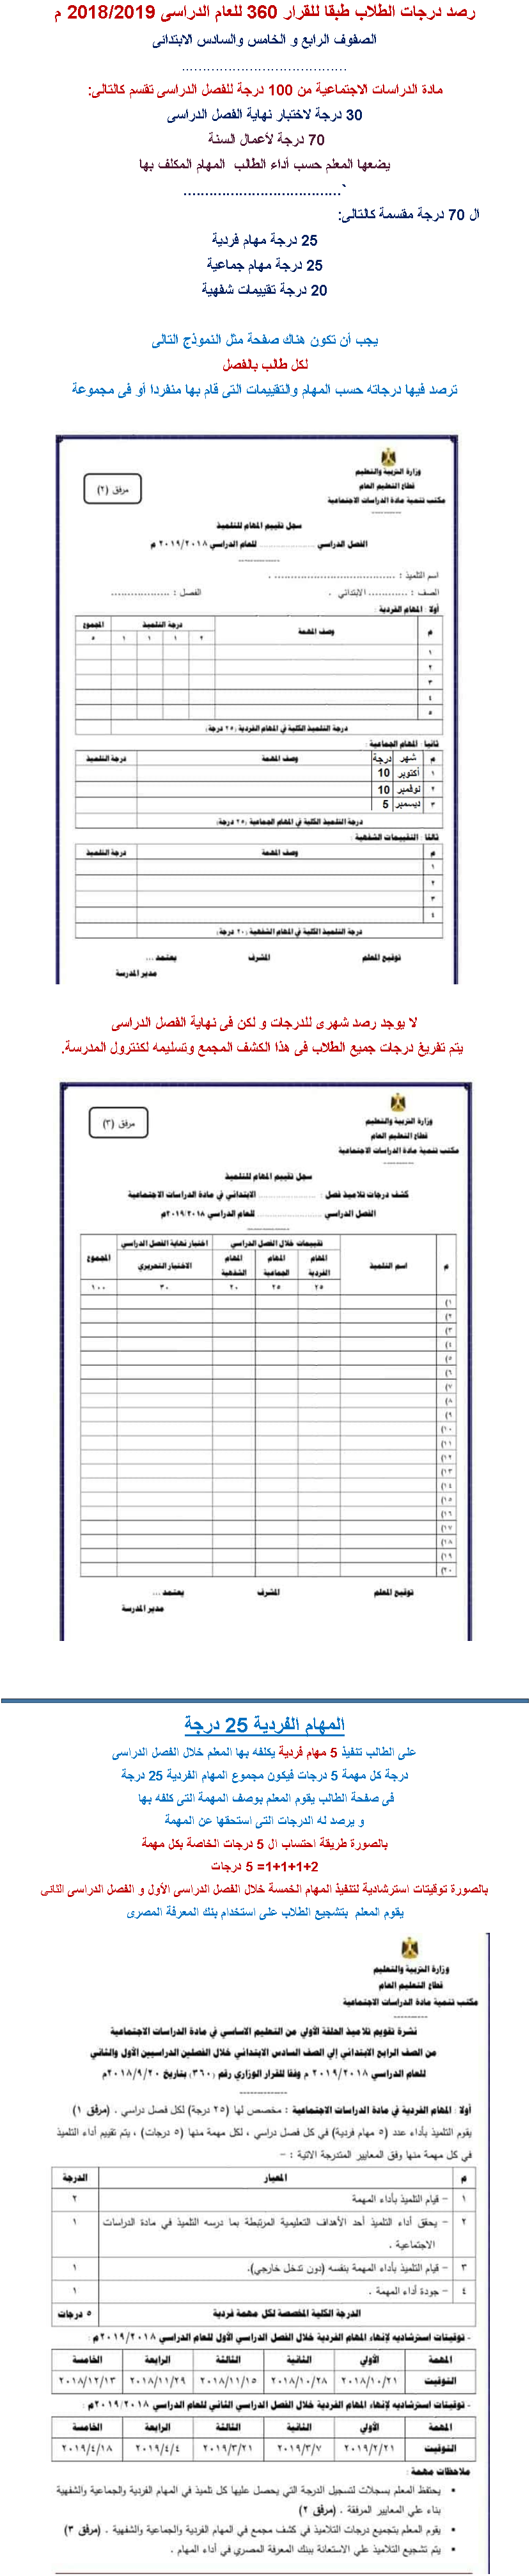 رصد درجات الطلاب طبقا للقرار 360 للعام الدراسى 2018/2019 م
الصفوف الرابع و الخامس والسادس الابتدائى
......................................
مادة الدراسات الاجتماعية من 100 درجة للفصل الدراسى تقسم كالتالى:
30 درجة لاختبار نهاية الفصل الدراسى
70 درجة لأعمال السنة
يضعها المعلم حسب أداء الطالب المهام المكلف بها
`.....................................
ال 70 درجة مقسمة كالتالى:
25 درجة مهام فردية
25 درجة مهام جماعية
20 درجة تقييمات شفهية
يجب أن تكون هناك صفحة مثل النموذج التالى
لكل طالب بالفصل
ترصد فيها درجاته حسب المهام والتقييمات التى قام بها منفردا أو فى مجموعة
وزارة التربية والتعليم
قطاع التعليم العام
مكتب تنمية مادة الدراسات الاجتماعية
مرفق (٢)
سجل تقييم المهام للتلميذ
الفصل الدراسي .................... للعام الدراسي ٢٠١٩/٢٠١٨ م
اسم التلميذ : .................................... .
الصف : ............ الابتدائي . الفصل : ..................
أولا : المهام الفردية :
م وصف المهمة درجة التلميذ المجموع
٢ ١ ١ ١ ٥
١
٢
٣
٤
٥
درجة التلميذ الكلية في المهام الفردية (٢٥ درجة)
ثانيا : المهام الجماعية :
م شهر درجة وصف المهمة درجة التلميذ
١ أكتوبر 10
٢ نوفمبر 10
٣ ديسمبر 5
درجة التلميذ الكلية في المهام الجماعية (٢٥ درجة)
ثالثا : التقييمات الشفهية :
م وصف المهمة درجة التلميذ
١
٢
٣
٤
درجة التلميذ الكلية في المهام الشفهية (٢٠ درجة)
توقيع المعلم المشرف يعتمد ...
مدير المدرسة
لا يوجد رصد شهرى للدرجات و لكن فى نهاية الفصل الدراسى
يتم تفريغ درجات جميع الطلاب فى هذا الكشف المجمع وتسليمه لكنترول المدرسة.
وزارة التربية والتعليم
قطاع التعليم العام
مكتب تنمية مادة الدراسات الاجتماعية
مرفق (٣)
سجل تقييم المهام للتلميذ
كشف درجات تلاميذ فصل : .................... الابتدائي في مادة الدراسات الاجتماعية
الفصل الدراسي .................... للعام الدراسي ٢٠١٩/٢٠١٨م
م اسم التلميذ تقييمات خلال الفصل الدراسي اختبار نهاية الفصل الدراسي المجموع
المهام الفردية المهام الجماعية المهام الشفهية الاختبار التحريري
٢٥ ٢٥ ٢٠ ٣٠ ١٠٠
(١
(٢
(٣
(٤
(٥
(٦
(٧
(٨
(٩
(١٠
(١١
(١٢
(١٣
(١٤
(١٥
(١٦
(١٧
(١٨
(١٩
(٢٠
توقيع المعلم المشرف يعتمد ...
مدير المدرسة
المهام الفردية 25 درجة
على الطالب تنفيذ 5 مهام فردية يكلفه بها المعلم خلال الفصل الدراسى
درجة كل مهمة 5 درجات فيكون مجموع المهام الفردية 25 درجة
فى صفحة الطالب يقوم المعلم بوصف المهمة التى كلفه بها
و يرصد له الدرجات التى استحقها عن المهمة
بالصورة طريقة احتساب ال 5 درجات الخاصة بكل مهمة
2+1+1+1= 5 درجات
بالصورة توقيتات استرشادية لتنفيذ المهام الخمسة خلال الفصل الدراسى الأول و الفصل الدراسى الثانى
يقوم المعلم بتشجيع الطلاب على استخدام بنك المعرفة المصرى
وزارة التربية والتعليم
قطاع التعليم العام
مكتب تنمية مادة الدراسات الاجتماعية
نشرة تقويم تلاميذ الحلقة الأولي من التعليم الاساسي في مادة الدراسات الاجتماعية
من الصف الرابع الابتدائي إلي الصف السادس الابتدائي خلال الفصلين الدراسيين الأول والثاني
للعام الدراسي ٢٠١٩/٢٠١٨ م وفقا للقرار الوزاري رقم (٣٦٠) بتاريخ ٢٠١٨/٩/٢٠م
أولا : المهام الفردية في مادة الدراسات الاجتماعية : مخصص لها (٢٥ درجة) لكل فصل دراسي . (مرفق ١)
يقوم التلميذ بأداء عدد (٥ مهام فردية) في كل فصل دراسي ، لكل مهمة منها (٥ درجات) ، يتم تقييم أداء التلميذ
في كل مهمة منها وفق المعايير المتدرجة الاتية : -
م المعيار الدرجة
١ - قيام التلميذ بأداء المهمة ٢
٢ - يحقق أداء التلميذ أحد الأهداف التعليمية المرتبطة بما درسه التلميذ في مادة الدراسات الاجتماعية . ١
٣ - قيام التلميذ بأداء المهمة بنفسه (دون تدخل خارجي). ١
٤ - جودة أداء المهمة . ١
الدرجة الكلية المخصصة لكل مهمة فردية ٥ درجات
- توقيتات استرشاديه لإنهاء المهام الفردية خلال الفصل الدراسي الأول للعام الدراسي ٢٠١٩/٢٠١٨م :
المهمة الأولي الثانية الثالثة الرابعة الخامسة
التوقيت ٢٠١٨/١٠/٢١ ٢٠١٨/١٠/٢٨ ٢٠١٨/١١/١٥ ٢٠١٨/١١/٢٩ ٢٠١٨/١٢/١٣
- توقيتات استرشاديه لإنهاء المهام الفردية خلال الفصل الدراسي الثاني للعام الدراسي ٢٠١٩/٢٠١٨م :
المهمة الأولي الثانية الثالثة الرابعة الخامسة
التوقيت ٢٠١٩/٢/٢١ ٢٠١٩/٣/٧ ٢٠١٩/٣/٢١ ٢٠١٩/٤/٤ ٢٠١٩/٤/١٨
ملاحظات مهمة :
• يحتفظ المعلم بسجلات لتسجيل الدرجة التي يحصل عليها كل تلميذ في المهام الفردية والجماعية والشفهية
بناء علي المعايير المرفقة . (مرفق ٢)
• يقوم المعلم بتجميع درجات التلاميذ في كشف مجمع في المهام الفردية والجماعية والشفهية . (مرفق ٣)
• يتم تشجيع التلاميذ علي الاستعانة ببنك المعرفة المصري في أداء المهام .